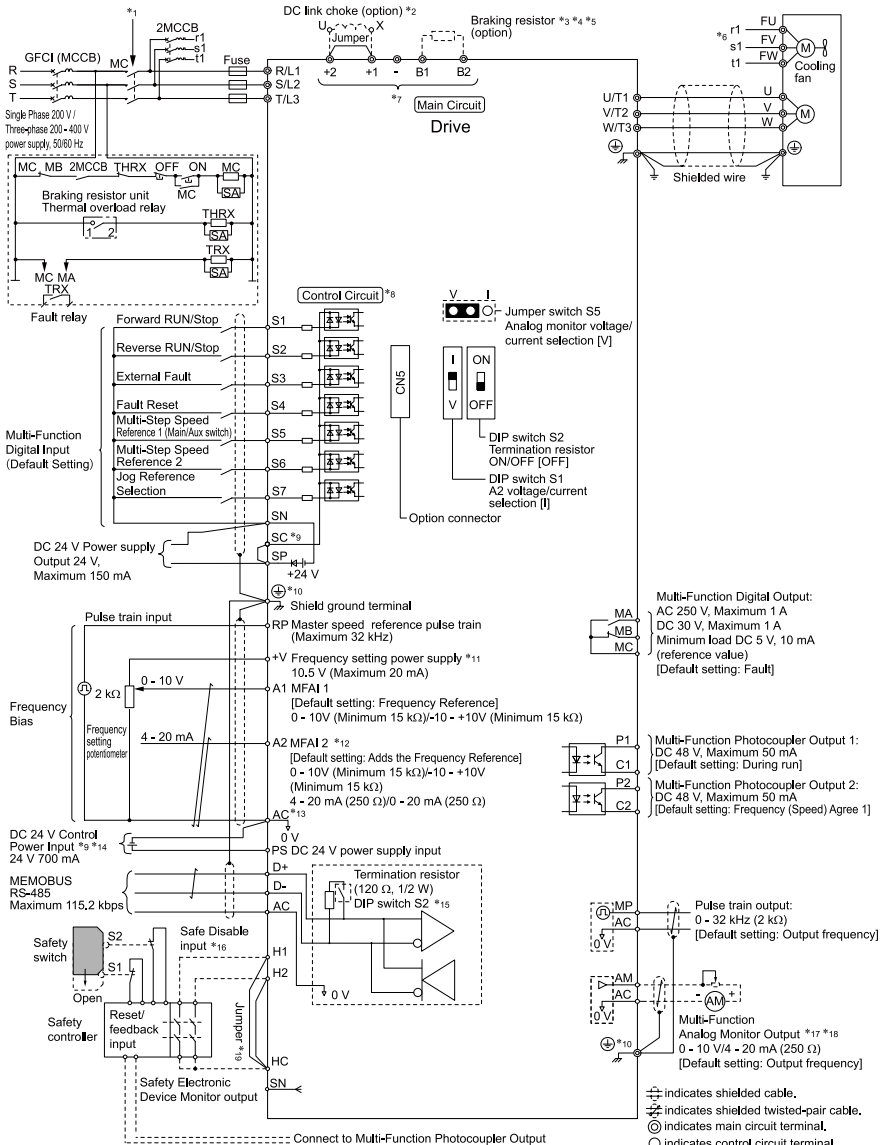 *1
DC link choke (option) *2
U X
Jumper
Braking resistor *3 *4 *5
(option)
2MCCB
r1
s1
t1
GFCI (MCCB)
MC
Fuse
R
S
T
R/L1
S/L2
T/L3
+2 +1 - B1 B2
*7
Main Circuit
Drive
*6
r1
s1
t1
FU
FV
FW
M
Cooling
fan
U/T1
V/T2
W/T3
U
V
W
M
Shielded wire
Single Phase 200 V /
Three-phase 200 - 400 V
power supply, 50/60 Hz
MC MB 2MCCB THRX OFF ON MC
MC
SA
Braking resistor unit
Thermal overload relay
1 2
THRX
SA
TRX
SA
MC MA
TRX
Fault relay
Control Circuit *8
V I
Jumper switch S5
Analog monitor voltage/
current selection [V]
I
V
ON
OFF
DIP switch S2
Termination resistor
ON/OFF [OFF]
DIP switch S1
A2 voltage/current
selection [I]
CN5
Option connector
Multi-Function
Digital Input
(Default Setting)
Forward RUN/Stop
S1
Reverse RUN/Stop
S2
External Fault
S3
Fault Reset
S4
Multi-Step Speed
Reference 1 (Main/Aux switch)
S5
Multi-Step Speed
Reference 2
S6
Jog Reference
Selection
S7
SN
SC *9
SP
+24 V
DC 24 V Power supply
Output 24 V,
Maximum 150 mA
*10
Shield ground terminal
Pulse train input
RP Master speed reference pulse train
(Maximum 32 kHz)
+V Frequency setting power supply *11
10.5 V (Maximum 20 mA)
2 kΩ
0 - 10 V
A1 MFAI 1
[Default setting: Frequency Reference]
0 - 10V (Minimum 15 kΩ)/-10 - +10V (Minimum 15 kΩ)
Frequency
Bias
Frequency
setting
potentiometer
4 - 20 mA
A2 MFAI 2 *12
[Default setting: Adds the Frequency Reference]
0 - 10V (Minimum 15 kΩ)/-10 - +10V
(Minimum 15 kΩ)
4 - 20 mA (250 Ω)/0 - 20 mA (250 Ω)
AC *13
0 V
DC 24 V Control
Power Input *9 *14
24 V 700 mA
PS DC 24 V power supply input
MEMOBUS
RS-485
Maximum 115.2 kbps
D+
D-
AC
0 V
Termination resistor
(120 Ω, 1/2 W)
DIP switch S2 *15
Safety
switch
S2
S1
Open
Safe Disable
input *16
H1
H2
Jumper *19
HC
SN
Safety
controller
Reset/
feedback
input
Safety Electronic
Device Monitor output
Connect to Multi-Function Photocoupler Output
MA
MB
MC
Multi-Function Digital Output:
AC 250 V, Maximum 1 A
DC 30 V, Maximum 1 A
Minimum load DC 5 V, 10 mA
(reference value)
[Default setting: Fault]
P1
C1
Multi-Function Photocoupler Output 1:
DC 48 V, Maximum 50 mA
[Default setting: During run]
P2
C2
Multi-Function Photocoupler Output 2:
DC 48 V, Maximum 50 mA
[Default setting: Frequency (Speed) Agree 1]
MP
AC
0 V
Pulse train output:
0 - 32 kHz (2 kΩ)
[Default setting: Output frequency]
AM
AC
0 V
- AM +
Multi-Function
Analog Monitor Output *17 *18
0 - 10 V/4 - 20 mA (250 Ω)
[Default setting: Output frequency]
*10
indicates shielded cable.
indicates shielded twisted-pair cable.
indicates main circuit terminal.
indicates control circuit terminal.